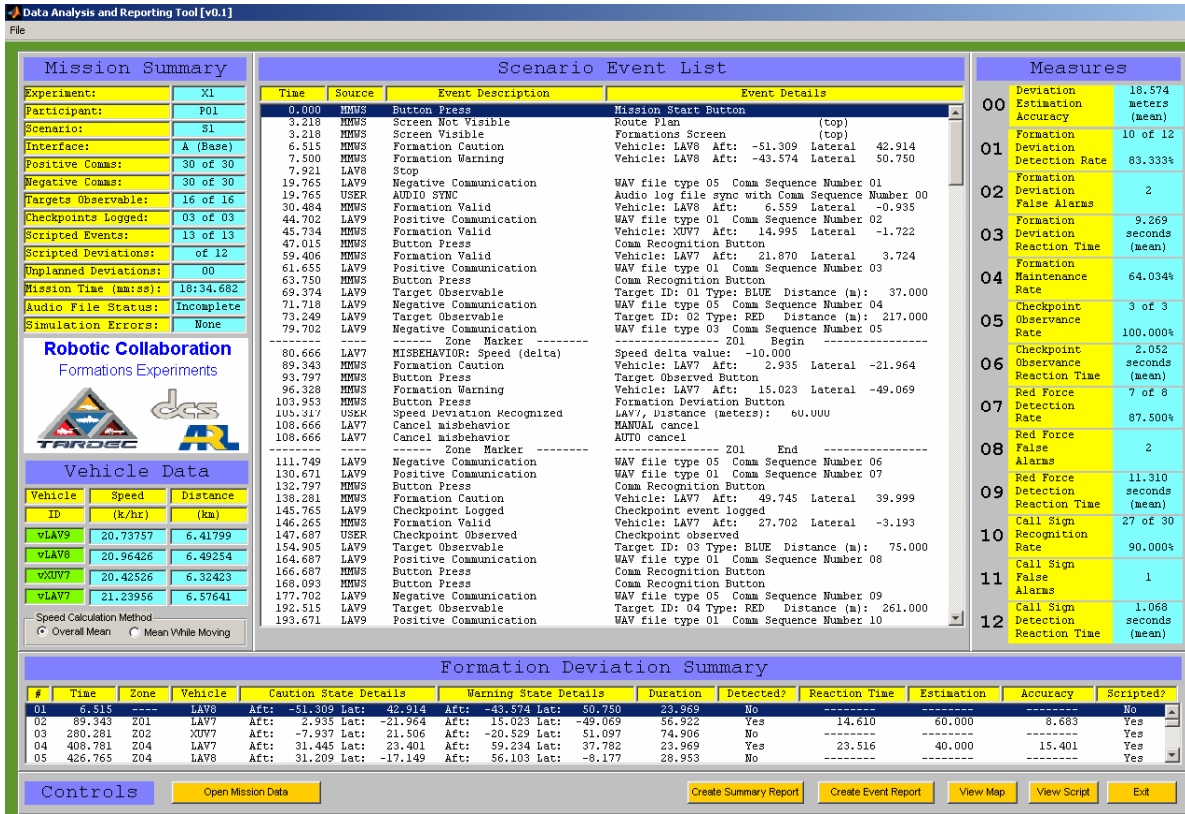 Data Analysis and Reporting Tool [v0.1]
File
Mission Summary
Experiment: X1
Participant: P01
Scenario: S1
Interface: A (Base)
Positive Comms: 30 of 30
Negative Comms: 30 of 30
Targets Observable: 16 of 16
Checkpoints Logged: 03 of 03
Scripted Events: 13 of 13
Scripted Deviations: of 12
Unplanned Deviations: 00
Mission Time (mm:ss): 18:34.682
Audio File Status: Incomplete
Simulation Errors: None
Robotic Collaboration
Formations Experiments
TARDEC dcs ARL
Vehicle Data
Vehicle Speed Distance
ID (k/hr) (km)
vLAV9 20.73757 6.41799
vLAV8 20.96426 6.49254
vXUV7 20.42526 6.32423
vLAV7 21.23956 6.57641
Speed Calculation Method
Overall Mean Mean While Moving
Scenario Event List
Time Source Event Description Event Details
0.000 MMWS Button Press Mission Start Button
3.218 MMWS Screen Not Visible Route Plan (top)
3.218 MMWS Screen Visible Formations Screen (top)
6.515 MMWS Formation Caution Vehicle: LAV8 Aft: -51.309 Lateral 42.914
7.500 MMWS Formation Warning Vehicle: LAV8 Aft: -43.574 Lateral 50.750
7.921 LAV8 Stop
19.765 LAV9 Negative Communication WAV file type 05 Comm Sequence Number 01
19.765 USER AUDIO SYNC Audio log file sync with Comm Sequence Number 00
30.484 MMWS Formation Valid Vehicle: LAV8 Aft: 6.559 Lateral -0.935
44.702 LAV9 Positive Communication WAV file type 01 Comm Sequence Number 02
45.734 MMWS Formation Valid Vehicle: XUV7 Aft: 14.995 Lateral -1.722
47.015 MMWS Button Press Comm Recognition Button
59.406 MMWS Formation Valid Vehicle: LAV7 Aft: 21.870 Lateral 3.724
61.655 LAV9 Positive Communication WAV file type 01 Comm Sequence Number 03
63.750 MMWS Button Press Comm Recognition Button
69.374 LAV9 Target Observable Target ID: 01 Type: BLUE Distance (m): 37.000
71.718 LAV9 Negative Communication WAV file type 05 Comm Sequence Number 04
73.249 LAV9 Target Observable Target ID: 02 Type: RED Distance (m): 217.000
79.702 LAV9 Negative Communication WAV file type 03 Comm Sequence Number 05
-------- ---- ------ Zone Marker -------- ---------------- Z01 Begin ----------------
80.666 LAV7 MISBEHAVIOR: Speed (delta) Speed delta value: -10.000
89.343 MMWS Formation Caution Vehicle: LAV7 Aft: 2.935 Lateral -21.964
93.797 MMWS Button Press Target Observed Button
96.328 MMWS Formation Warning Vehicle: LAV7 Aft: 15.023 Lateral -49.069
103.953 MMWS Button Press Formation Deviation Button
105.317 USER Speed Deviation Recognized LAV7, Distance (meters): 60.000
108.666 LAV7 Cancel misbehavior MANUAL cancel
108.666 LAV7 Cancel misbehavior AUTO cancel
-------- ---- ------ Zone Marker -------- ---------------- Z01 End ----------------
111.749 LAV9 Negative Communication WAV file type 05 Comm Sequence Number 06
130.671 LAV9 Positive Communication WAV file type 01 Comm Sequence Number 07
132.797 MMWS Button Press Comm Recognition Button
138.281 MMWS Formation Caution Vehicle: LAV7 Aft: 49.745 Lateral 39.999
145.765 LAV9 Checkpoint Logged Checkpoint event logged
146.265 MMWS Formation Valid Vehicle: LAV7 Aft: 27.702 Lateral -3.193
147.687 USER Checkpoint Observed Checkpoint observed
154.905 LAV9 Target Observable Target ID: 03 Type: BLUE Distance (m): 75.000
164.687 LAV9 Positive Communication WAV file type 01 Comm Sequence Number 08
166.687 MMWS Button Press Comm Recognition Button
168.093 MMWS Button Press Comm Recognition Button
177.702 LAV9 Negative Communication WAV file type 05 Comm Sequence Number 09
192.515 LAV9 Target Observable Target ID: 04 Type: RED Distance (m): 261.000
193.671 LAV9 Positive Communication WAV file type 01 Comm Sequence Number 10
Measures
00 Deviation Estimation Accuracy 18.574 meters (mean)
01 Formation Deviation Detection Rate 10 of 12 83.333%
02 Formation Deviation False Alarms 2
03 Formation Deviation Reaction Time 9.269 seconds (mean)
04 Formation Maintenance Rate 64.034%
05 Checkpoint Observance Rate 3 of 3 100.000%
06 Checkpoint Observance Reaction Time 2.052 seconds (mean)
07 Red Force Detection Rate 7 of 8 87.500%
08 Red Force False Alarms 2
09 Red Force Detection Reaction Time 11.310 seconds (mean)
10 Call Sign Recognition Rate 27 of 30 90.000%
11 Call Sign False Alarms 1
12 Call Sign Detection Reaction Time 1.068 seconds (mean)
Formation Deviation Summary
# Time Zone Vehicle Caution State Details Warning State Details Duration Detected? Reaction Time Estimation Accuracy Scripted?
01 6.515 ---- LAV8 Aft: -51.309 Lat: 42.914 Aft: -43.574 Lat: 50.750 23.969 No -------- -------- -------- No
02 89.343 Z01 LAV7 Aft: 2.935 Lat: -21.964 Aft: 15.023 Lat: -49.069 56.922 Yes 14.610 60.000 8.683 Yes
03 280.281 Z02 XUV7 Aft: -7.937 Lat: 21.506 Aft: -20.529 Lat: 51.097 74.906 No -------- -------- -------- Yes
04 408.781 Z04 LAV7 Aft: 31.445 Lat: 23.401 Aft: 59.234 Lat: 37.782 23.969 Yes 23.516 40.000 15.401 Yes
05 426.765 Z04 LAV8 Aft: 31.209 Lat: -17.149 Aft: 56.103 Lat: -8.177 28.953 No -------- -------- -------- Yes
Controls
Open Mission Data Create Summary Report Create Event Report View Map View Script Exit